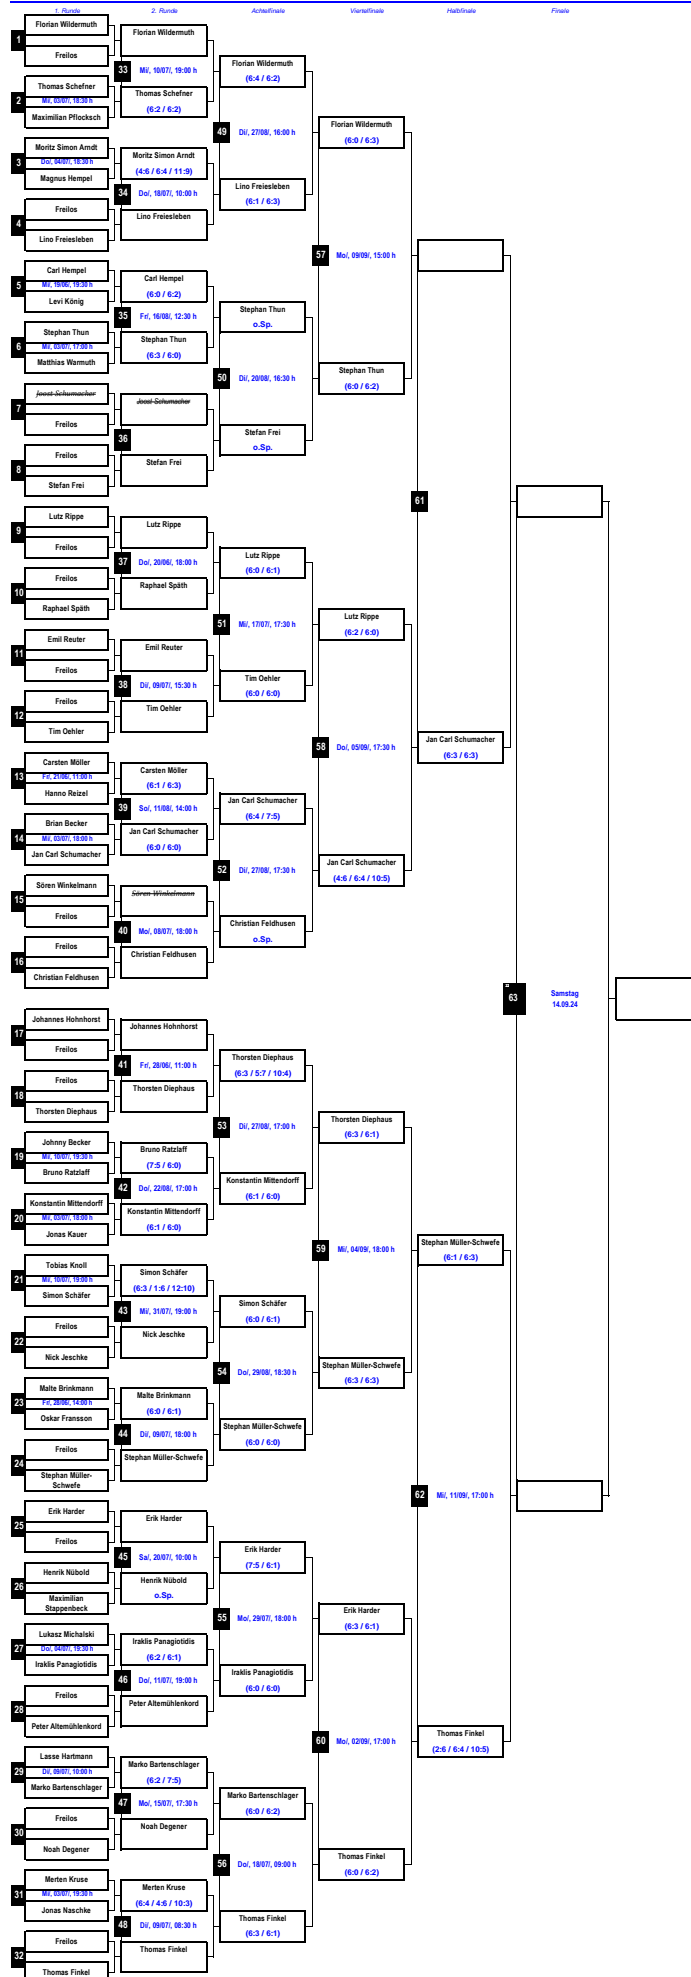 1. Runde
2. Runde
Achtelfinale
Viertelfinale
Halbfinale
Finale
1
Florian Wildermuth
Freilos
2
Thomas Schefner
Mi/, 03/07/, 18:30 h
Maximilian Pflocksch
3
Moritz Simon Arndt
Do/, 04/07/, 18:30 h
Magnus Hempel
4
Freilos
Lino Freiesleben
5
Carl Hempel
Mi/, 19/06/, 19:30 h
Levi König
6
Stephan Thun
Mi/, 03/07/, 17:00 h
Matthias Warmuth
7
Joost Schumacher
Freilos
8
Freilos
Stefan Frei
9
Lutz Rippe
Freilos
10
Freilos
Raphael Späth
11
Emil Reuter
Freilos
12
Freilos
Tim Oehler
13
Carsten Möller
Fr/, 21/06/, 11:00 h
Hanno Reizel
14
Brian Becker
Mi/, 03/07/, 18:00 h
Jan Carl Schumacher
15
Sören Winkelmann
Freilos
16
Freilos
Christian Feldhusen
17
Johannes Hohnhorst
Freilos
18
Freilos
Thorsten Diephaus
19
Johnny Becker
Mi/, 10/07/, 19:30 h
Bruno Ratzlaff
20
Konstantin Mittendorff
Mi/, 03/07/, 18:00 h
Jonas Kauer
21
Tobias Knoll
Mi/, 10/07/, 19:00 h
Simon Schäfer
22
Freilos
Nick Jeschke
23
Malte Brinkmann
Fr/, 28/06/, 14:00 h
Oskar Fransson
24
Freilos
Stephan Müller-
Schwefe
25
Erik Harder
Freilos
26
Henrik Nübold
Maximilian
Stappenbeck
27
Lukasz Michalski
Do/, 04/07/, 19:30 h
Iraklis Panagiotidis
28
Freilos
Peter Altemühlenkord
29
Lasse Hartmann
Di/, 09/07/, 10:00 h
Marko Bartenschlager
30
Freilos
Noah Degener
31
Merten Kruse
Mi/, 03/07/, 19:30 h
Jonas Naschke
32
Freilos
Thomas Finkel
Florian Wildermuth
33
Mi/, 10/07/, 19:00 h
Thomas Schefner
(6:2 / 6:2)
Moritz Simon Arndt
(4:6 / 6:4 / 11:9)
34
Do/, 18/07/, 10:00 h
Lino Freiesleben
Carl Hempel
(6:0 / 6:2)
35
Fr/, 16/08/, 12:30 h
Stephan Thun
(6:3 / 6:0)
Joost Schumacher
36
Stefan Frei
Lutz Rippe
37
Do/, 20/06/, 18:00 h
Raphael Späth
Emil Reuter
38
Di/, 09/07/, 15:30 h
Tim Oehler
Carsten Möller
(6:1 / 6:3)
39
So/, 11/08/, 14:00 h
Jan Carl Schumacher
(6:0 / 6:0)
Sören Winkelmann
40
Mo/, 08/07/, 18:00 h
Christian Feldhusen
Johannes Hohnhorst
41
Fr/, 28/06/, 11:00 h
Thorsten Diephaus
Bruno Ratzlaff
(7:5 / 6:0)
42
Do/, 22/08/, 17:00 h
Konstantin Mittendorff
(6:1 / 6:0)
Simon Schäfer
(6:3 / 1:6 / 12:10)
43
Mi/, 31/07/, 19:00 h
Nick Jeschke
Malte Brinkmann
(6:0 / 6:1)
44
Di/, 09/07/, 18:00 h
Stephan Müller-Schwefe
Erik Harder
45
Sa/, 20/07/, 10:00 h
Henrik Nübold
o.Sp.
Iraklis Panagiotidis
(6:2 / 6:1)
46
Do/, 11/07/, 19:00 h
Peter Altemühlenkord
Marko Bartenschlager
(6:2 / 7:5)
47
Mo/, 15/07/, 17:30 h
Noah Degener
Merten Kruse
(6:4 / 4:6 / 10:3)
48
Di/, 09/07/, 08:30 h
Thomas Finkel
Florian Wildermuth
(6:4 / 6:2)
49
Di/, 27/08/, 16:00 h
Lino Freiesleben
(6:1 / 6:3)
Stephan Thun
o.Sp.
50
Di/, 20/08/, 16:30 h
Stefan Frei
o.Sp.
Lutz Rippe
(6:0 / 6:1)
51
Mi/, 17/07/, 17:30 h
Tim Oehler
(6:0 / 6:0)
Jan Carl Schumacher
(6:4 / 7:5)
52
Di/, 27/08/, 17:30 h
Christian Feldhusen
o.Sp.
Thorsten Diephaus
(6:3 / 5:7 / 10:4)
53
Di/, 27/08/, 17:00 h
Konstantin Mittendorff
(6:1 / 6:0)
Simon Schäfer
(6:0 / 6:1)
54
Do/, 29/08/, 18:30 h
Stephan Müller-Schwefe
(6:0 / 6:0)
Erik Harder
(7:5 / 6:1)
55
Mo/, 29/07/, 18:00 h
Iraklis Panagiotidis
(6:0 / 6:0)
Marko Bartenschlager
(6:0 / 6:2)
56
Do/, 18/07/, 09:00 h
Thomas Finkel
(6:3 / 6:1)
Florian Wildermuth
(6:0 / 6:3)
57
Mo/, 09/09/, 15:00 h
Stephan Thun
(6:0 / 6:2)
Lutz Rippe
(6:2 / 6:0)
58
Do/, 05/09/, 17:30 h
Jan Carl Schumacher
(4:6 / 6:4 / 10:5)
Thorsten Diephaus
(6:3 / 6:1)
59
Mi/, 04/09/, 18:00 h
Stephan Müller-Schwefe
(6:3 / 6:3)
Erik Harder
(6:3 / 6:1)
60
Mo/, 02/09/, 17:00 h
Thomas Finkel
(6:0 / 6:2)
61
Jan Carl Schumacher
(6:3 / 6:3)
Stephan Müller-Schwefe
(6:1 / 6:3)
62
Mi/, 11/09/, 17:00 h
Thomas Finkel
(2:6 / 6:4 / 10:5)
63
Samstag
14.09.24